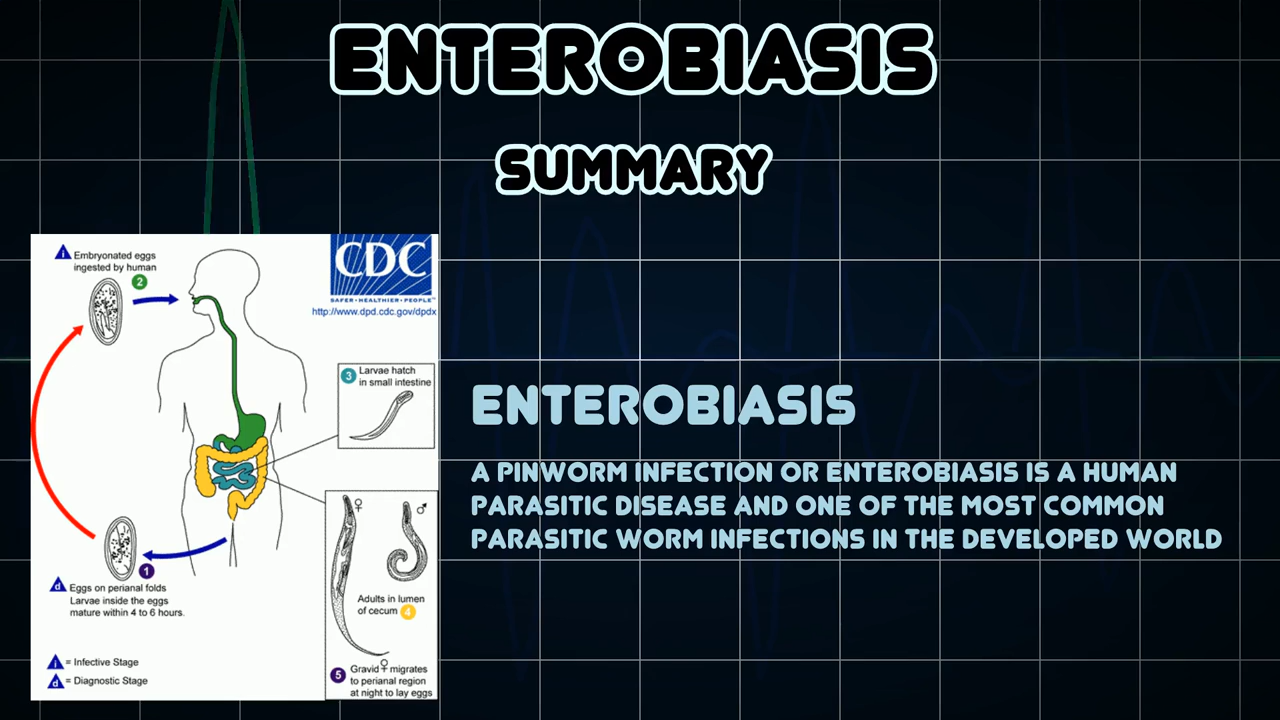 ENTEROBIASIS
SUMMARY
i Embryonated eggs
ingested by human
2
CDC
SAFER • HEALTHIER • PEOPLE™
http://www.dpd.cdc.gov/dpdx
3 Larvae hatch
in small intestine
ENTEROBIASIS
A PINWORM INFECTION OR ENTEROBIASIS IS A HUMAN
PARASITIC DISEASE AND ONE OF THE MOST COMMON
PARASITIC WORM INFECTIONS IN THE DEVELOPED WORLD
♀ ♂
1
d Eggs on perianal folds
Larvae inside the eggs
mature within 4 to 6 hours.
Adults in lumen
of cecum 4
i = Infective Stage
d = Diagnostic Stage
5 Gravid ♀ migrates
to perianal region
at night to lay eggs